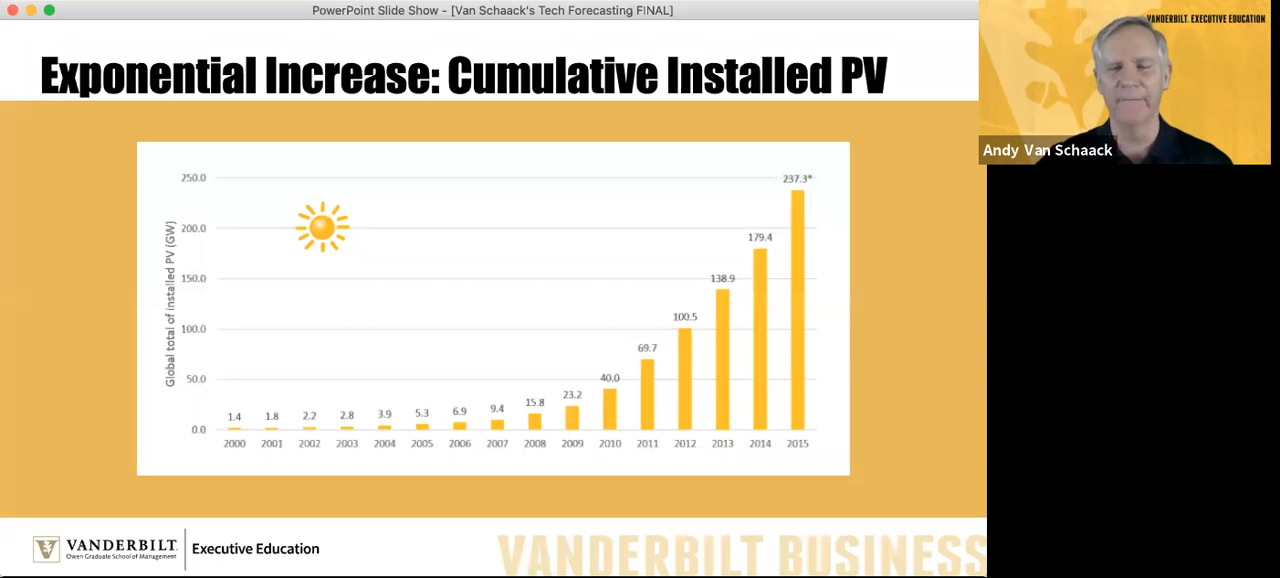 PowerPoint Slide Show - [Van Schaack's Tech Forecasting FINAL]
Exponential Increase: Cumulative Installed PV
VANDERBILT. EXECUTIVE EDUCATION
Andy Van Schaack
Global total of installed PV (GW)
250.0
200.0
150.0
100.0
50.0
0.0
1.4 1.8 2.2 2.8 3.9 5.3 6.9 9.4 15.8 23.2 40.0 69.7 100.5 138.9 179.4 237.3*
2000 2001 2002 2003 2004 2005 2006 2007 2008 2009 2010 2011 2012 2013 2014 2015
VANDERBILT
Owen Graduate School of Management
Executive Education
VANDERBILT BUSINESS